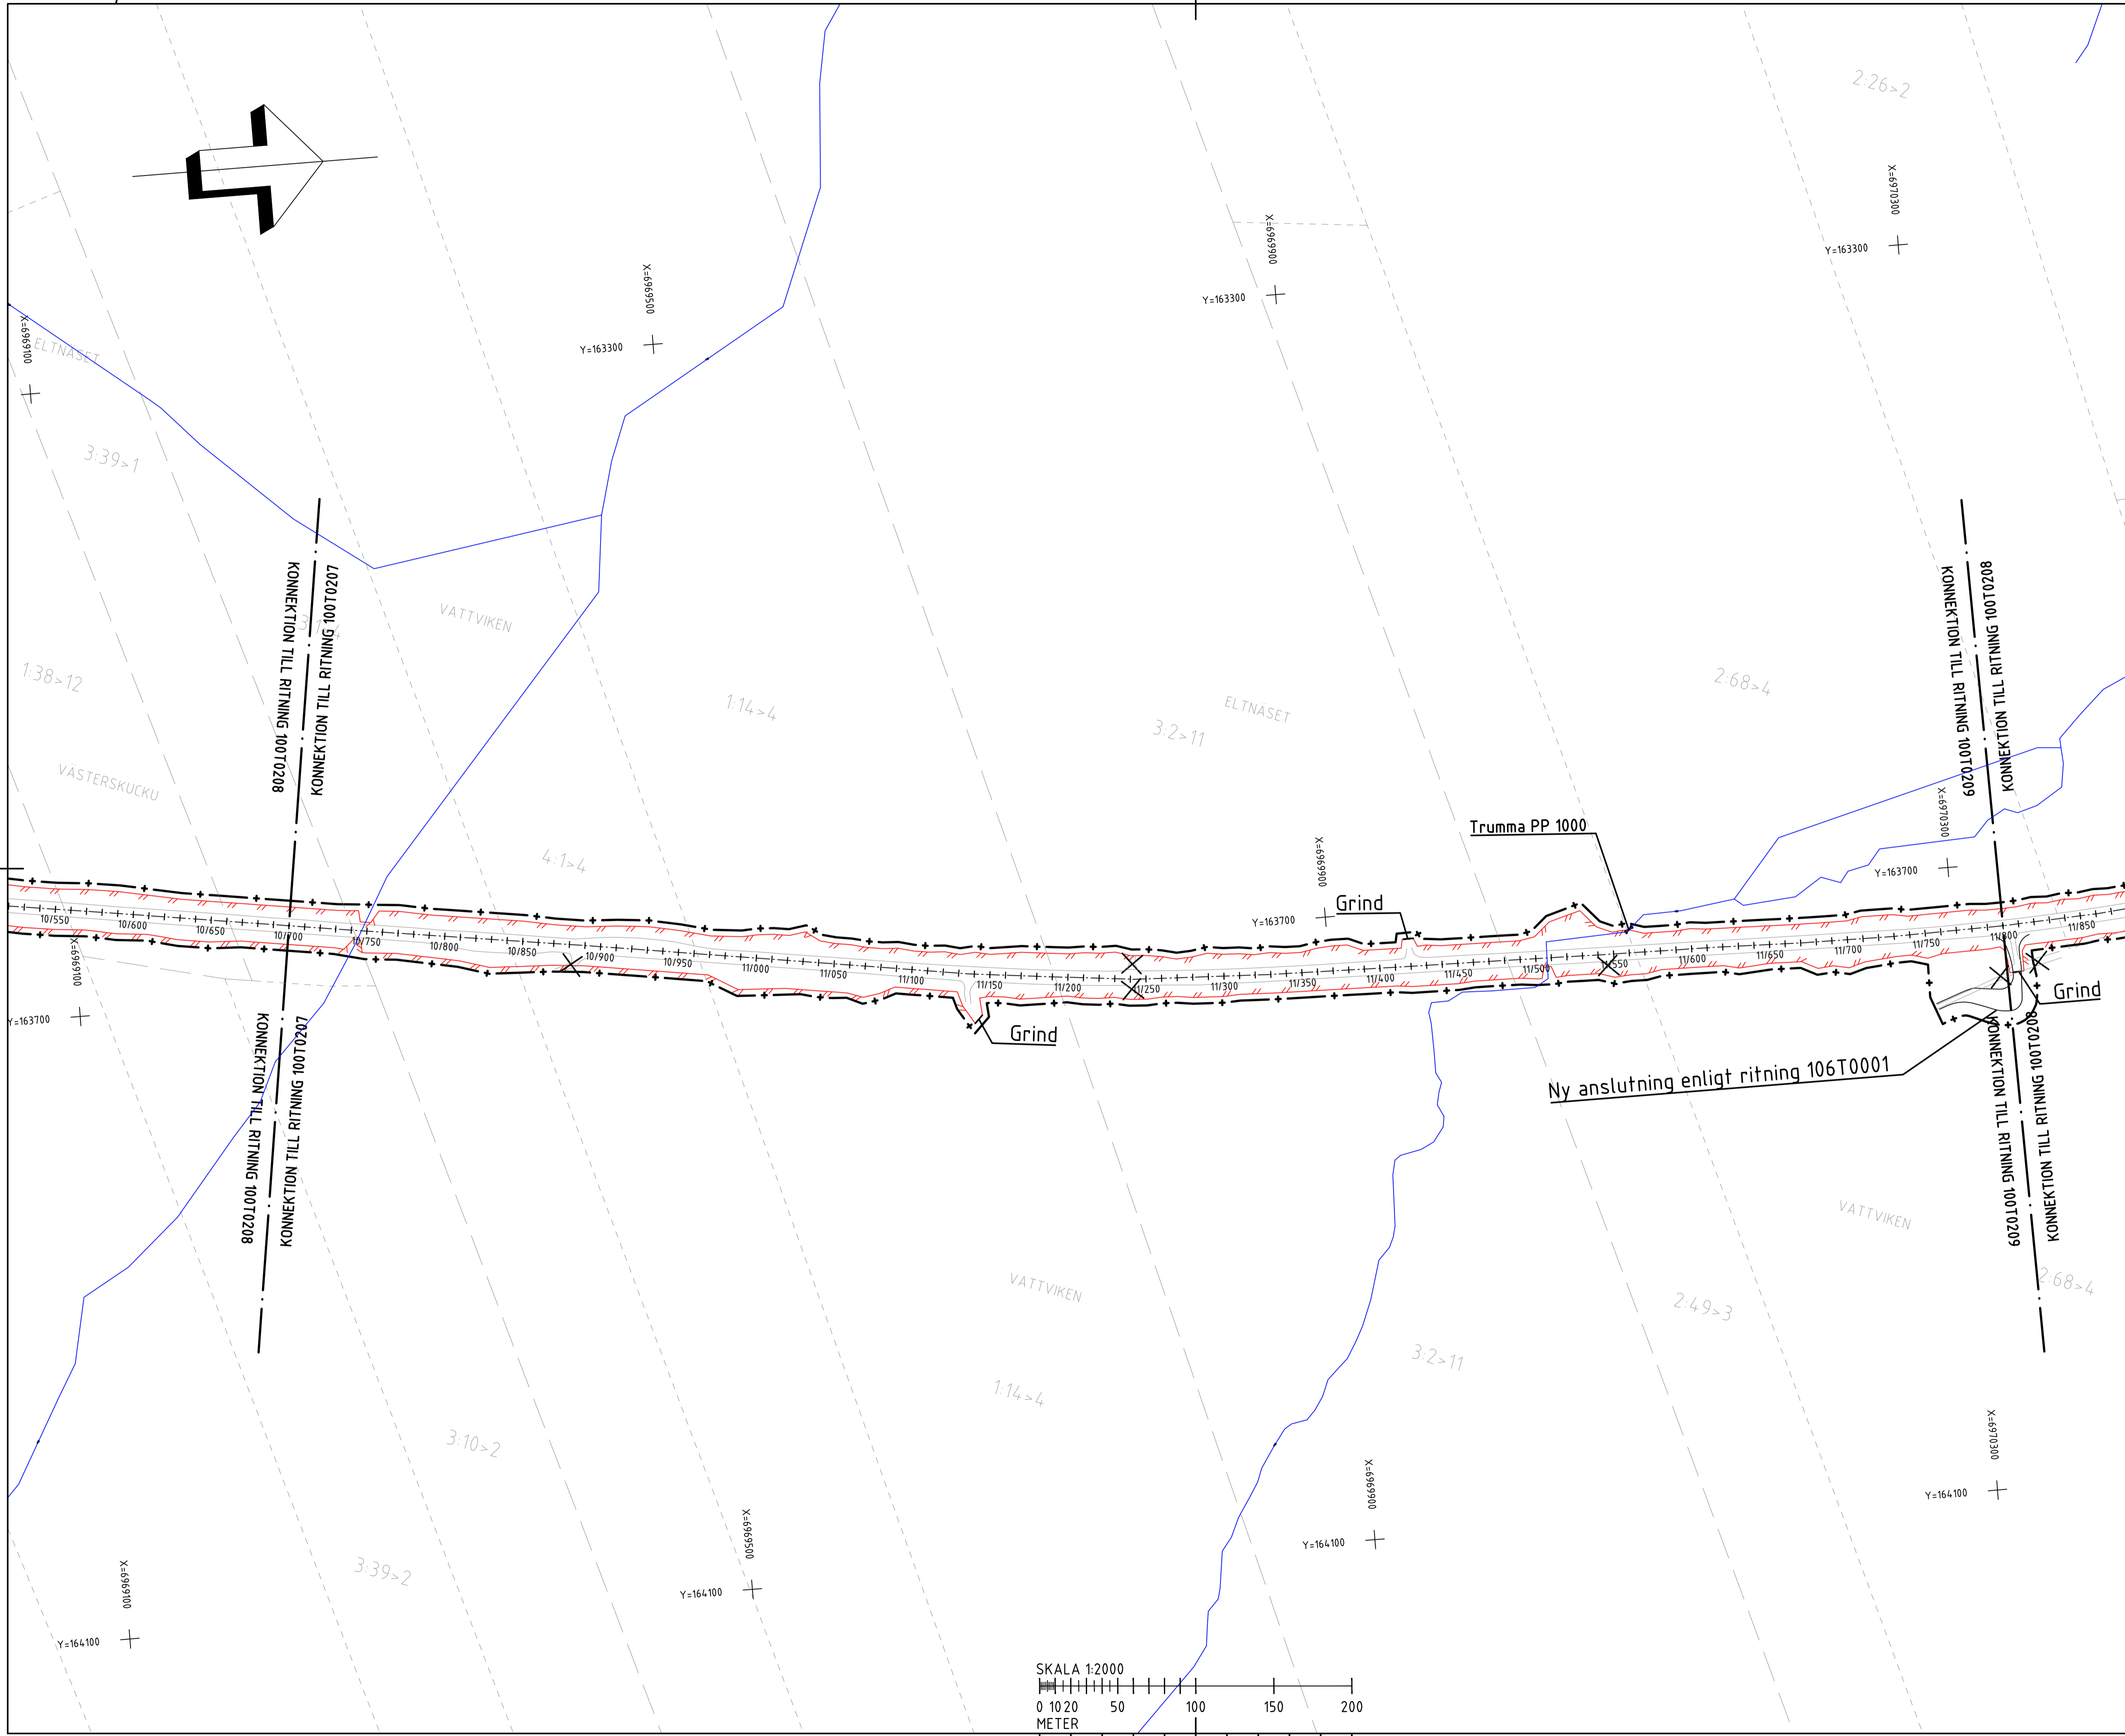 2:26>2
X=6970300
Y=163300
X=6969900
Y=163300
X=6969500
Y=163300
X=6969100
ELTNÄSET
3:39>1
KONNEKTION TILL RITNING 100T0208
KONNEKTION TILL RITNING 100T0207
KONNEKTION TILL RITNING 100T0209
KONNEKTION TILL RITNING 100T0208
VATTVIKEN
1:38>12
1:14>4
ELTNÄSET
3:2>11
2:68>4
VÄSTERSKUCKU
4:1>4
Trumma PP 1000
X=6970300
Y=163700
X=6969900
Y=163700
Grind
10/550
10/600
10/650
10/700
10/750
10/800
10/850
10/900
10/950
11/000
11/050
11/100
11/150
11/200
11/250
11/300
11/350
11/400
11/450
11/500
11/550
11/600
11/650
11/700
11/750
11/800
11/850
X=6969100
Y=163700
Grind
Grind
Ny anslutning enligt ritning 106T0001
KONNEKTION TILL RITNING 100T0208
KONNEKTION TILL RITNING 100T0207
KONNEKTION TILL RITNING 100T0209
KONNEKTION TILL RITNING 100T0208
VATTVIKEN
VATTVIKEN
2:68>4
2:49>3
3:2>11
1:14>4
3:10>2
3:39>2
X=6970300
Y=164100
X=6969900
Y=164100
X=6969500
Y=164100
X=6969100
Y=164100
SKALA 1:2000
0 10 20 50 100 150 200
METER